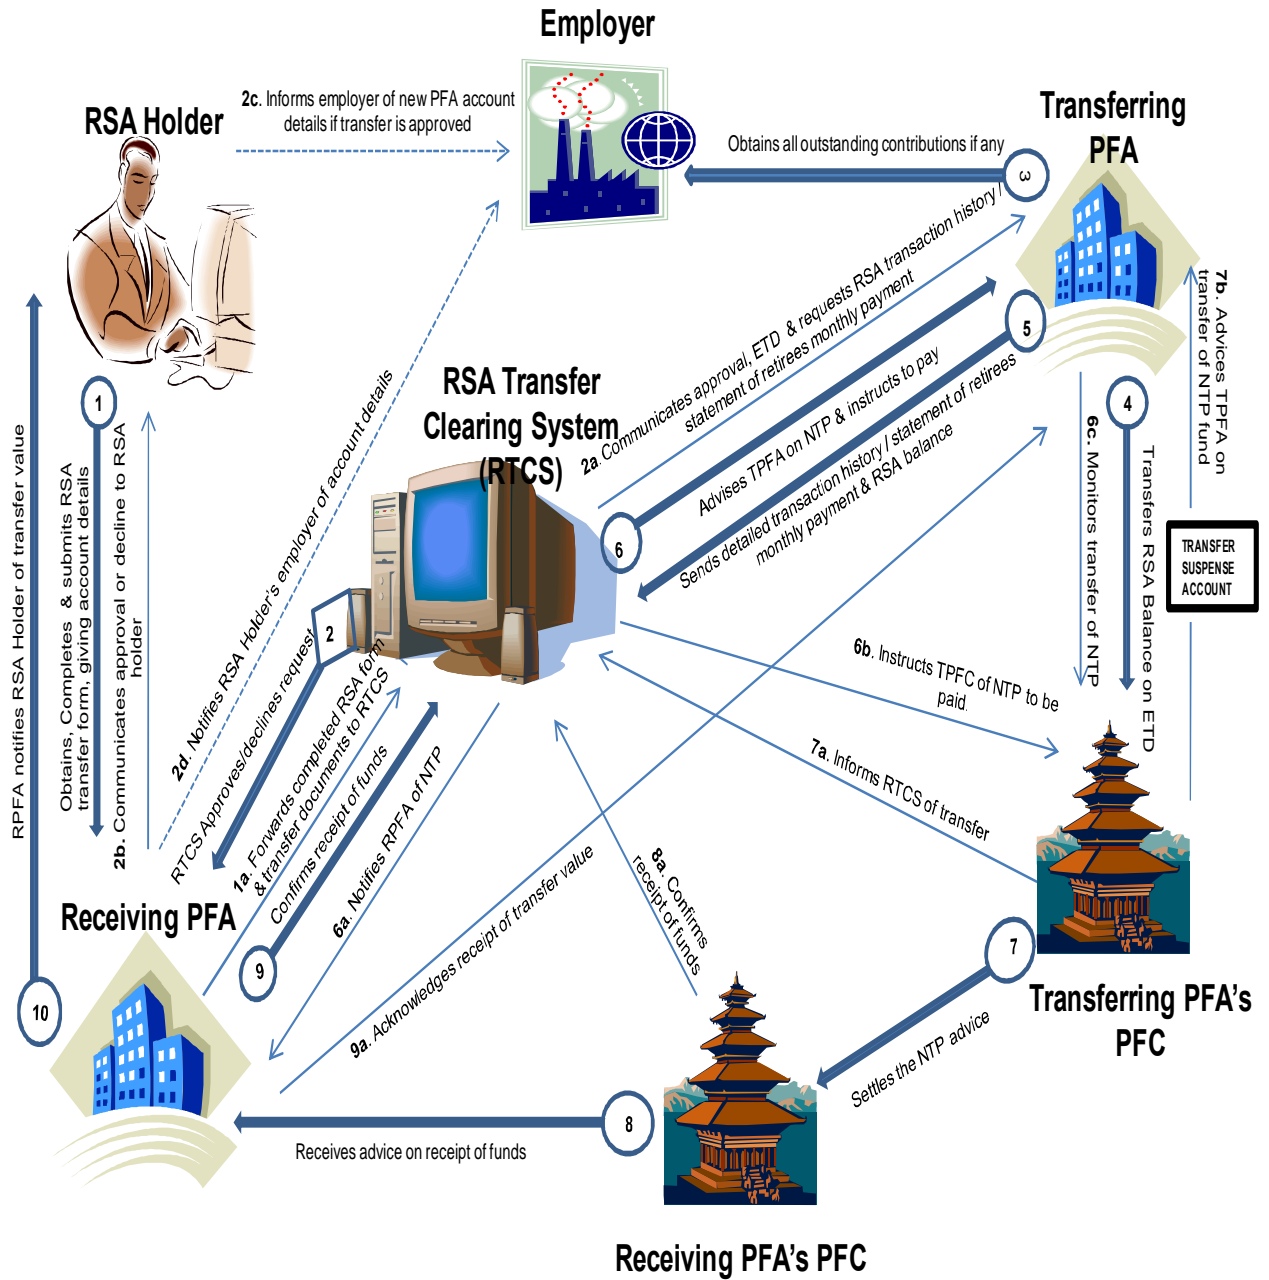 Employer
RSA Holder
2c. Informs employer of new PFA account
details if transfer is approved
Transferring
PFA
Obtains all outstanding contributions if any
3
2a. Communicates approval, ETD & requests RSA transaction history /
statement of retirees monthly payment
5
Advises TPFA on NTP & instructs to pay
Sends detailed transaction history / statement of retirees
monthly payment & RSA balance
7b. Advices TPFA on
transfer of NTP fund
RSA Transfer
Clearing System
(RTCS)
1
4
6
2
6c. Monitors transfer of NTP
Transfers RSA Balance on ETD
TRANSFER
SUSPENSE
ACCOUNT
RPFA notifies RSA Holder of transfer value
Obtains, Completes & submits RSA
transfer form, giving account details
2b. Communicates approval or decline to RSA
holder
2d. Notifies RSA Holder's employer of account details
RTCS Approves/declines request
1a. Forwards completed RSA form
& transfer documents to RTCS
Confirms receipt of funds
6a. Notifies RPFA of NTP
9a. Acknowledges receipt of transfer value
6b. Instructs TPFC of NTP to be
paid.
7a. Informs RTCS of transfer
8a. Confirms
receipt of funds
Receiving PFA
9
7
10
Transferring PFA's
PFC
Settles the NTP advice
8
Receives advice on receipt of funds
Receiving PFA's PFC